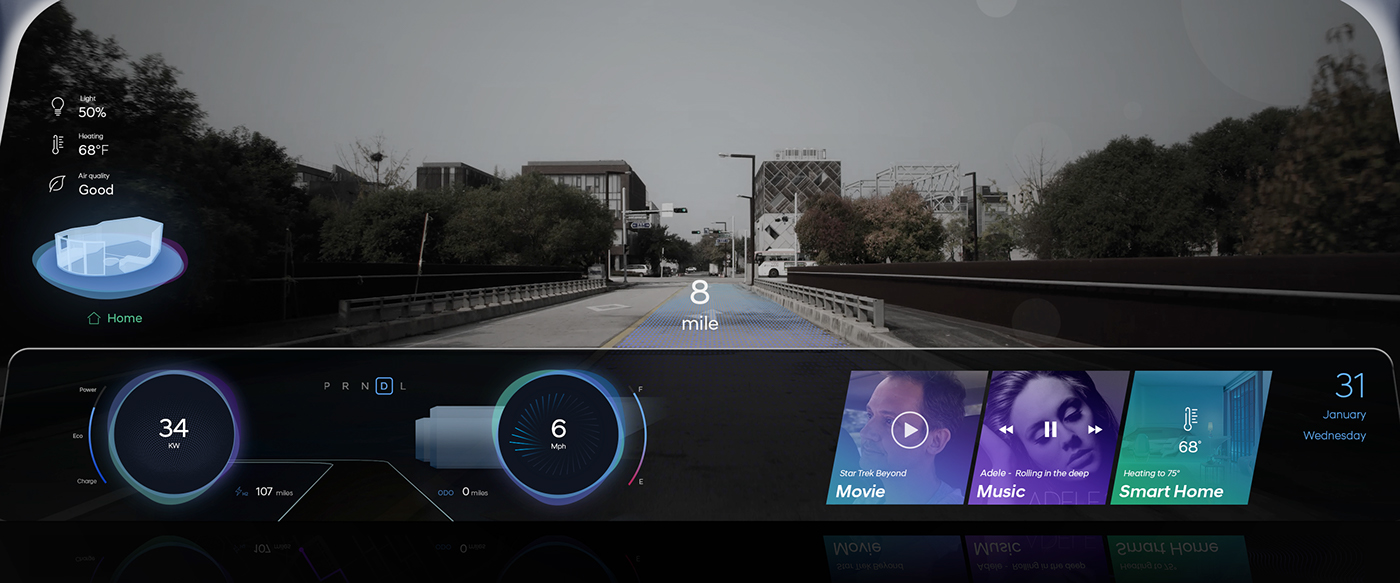 Light
50%
Heating
68°F
Air quality
Good
Home
8
mile
Power
Eco
Charge
34
KW
P R N D L
107 miles
ODO 0 miles
6
Mph
F
E
Star Trek Beyond
Movie
Adele - Rolling in the deep
Music
ADELE
68°
Heating to 75°
Smart Home
31
January
Wednesday